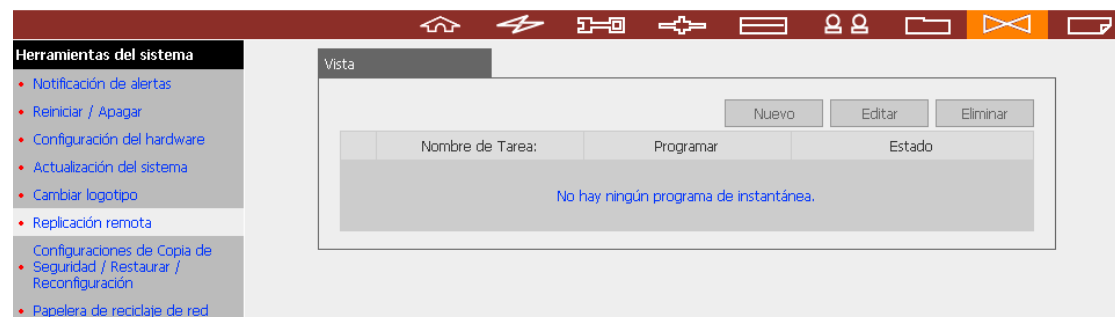 Herramientas del sistema
Notificación de alertas
Reiniciar / Apagar
Configuración del hardware
Actualización del sistema
Cambiar logotipo
Replicación remota
Configuraciones de Copia de
Seguridad / Restaurar /
Reconfiguración
Papelera de reciclaje de red
Vista
Nuevo Editar Eliminar
Nombre de Tarea: Programar Estado
No hay ningún programa de instantánea.